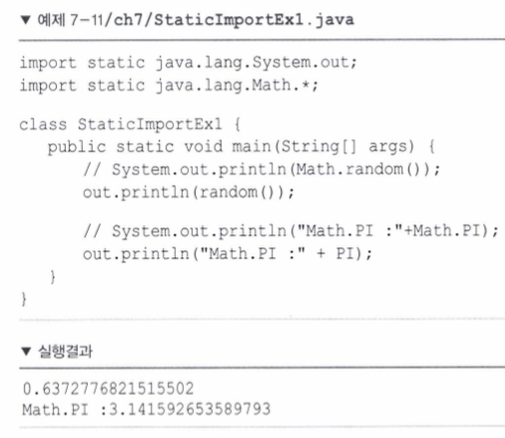 ▼ 예제 7-11/ch7/StaticImportEx1.java
import static java.lang.System.out;
import static java.lang.Math.*;
class StaticImportEx1 {
public static void main(String[] args) {
// System.out.println(Math.random());
out.println(random());
// System.out.println("Math.PI :"+Math.PI);
out.println("Math.PI :" + PI);
}
}
▼ 실행결과
0.6372776821515502
Math.PI :3.141592653589793